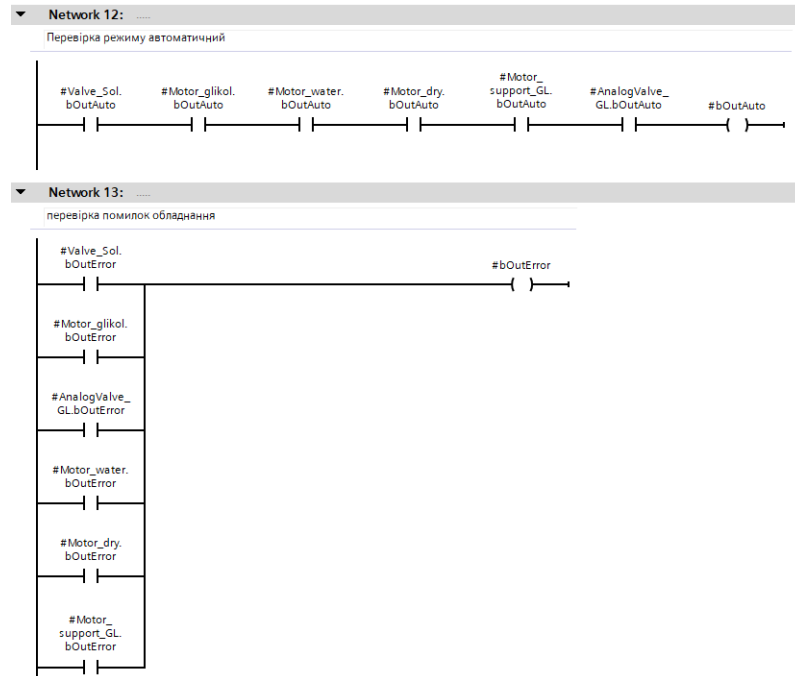 Network 12: .....
Перевірка режиму автоматичний
#Valve_Sol.
bOutAuto
#Motor_glikol.
bOutAuto
#Motor_water.
bOutAuto
#Motor_dry.
bOutAuto
#Motor_
support_GL.
bOutAuto
#AnalogValve_
GL.bOutAuto
#bOutAuto
Network 13: .....
перевірка помилок обладнання
#Valve_Sol.
bOutError
#bOutError
#Motor_glikol.
bOutError
#AnalogValve_
GL.bOutError
#Motor_water.
bOutError
#Motor_dry.
bOutError
#Motor_
support_GL.
bOutError